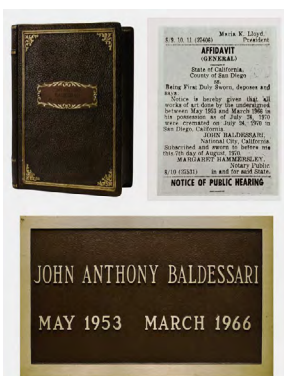 Maria K. Lloyd
8/9, 10, 11 (27406) President
AFFIDAVIT
(GENERAL)
State of California,
County of San Diego
ss.
Being First Duly Sworn, deposes and
says:
Notice is hereby given that all
works of art done by the undersigned
between May 1953 and March 1966 in
his possession as of July 24, 1970
were cremated on July 24, 1970 in
San Diego, California.
JOHN BALDESSARI,
National City, California.
Subscribed and sworn to before me
this 7th day of August, 1970.
MARGARET HAMMERSLEY,
Notary Public
8/10 in and for said State.
NOTICE OF PUBLIC HEARING
JOHN ANTHONY BALDESSARI
MAY 1953 MARCH 1966